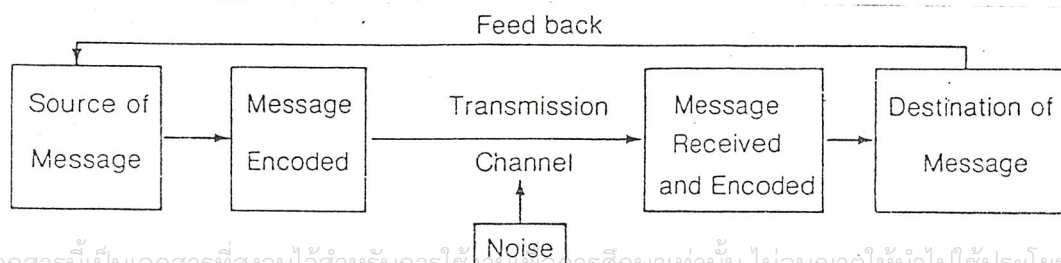 Feed back
Source of
Message
Message
Encoded
Transmission
Channel
Message
Received
and Encoded
Destination of
Message
Noise